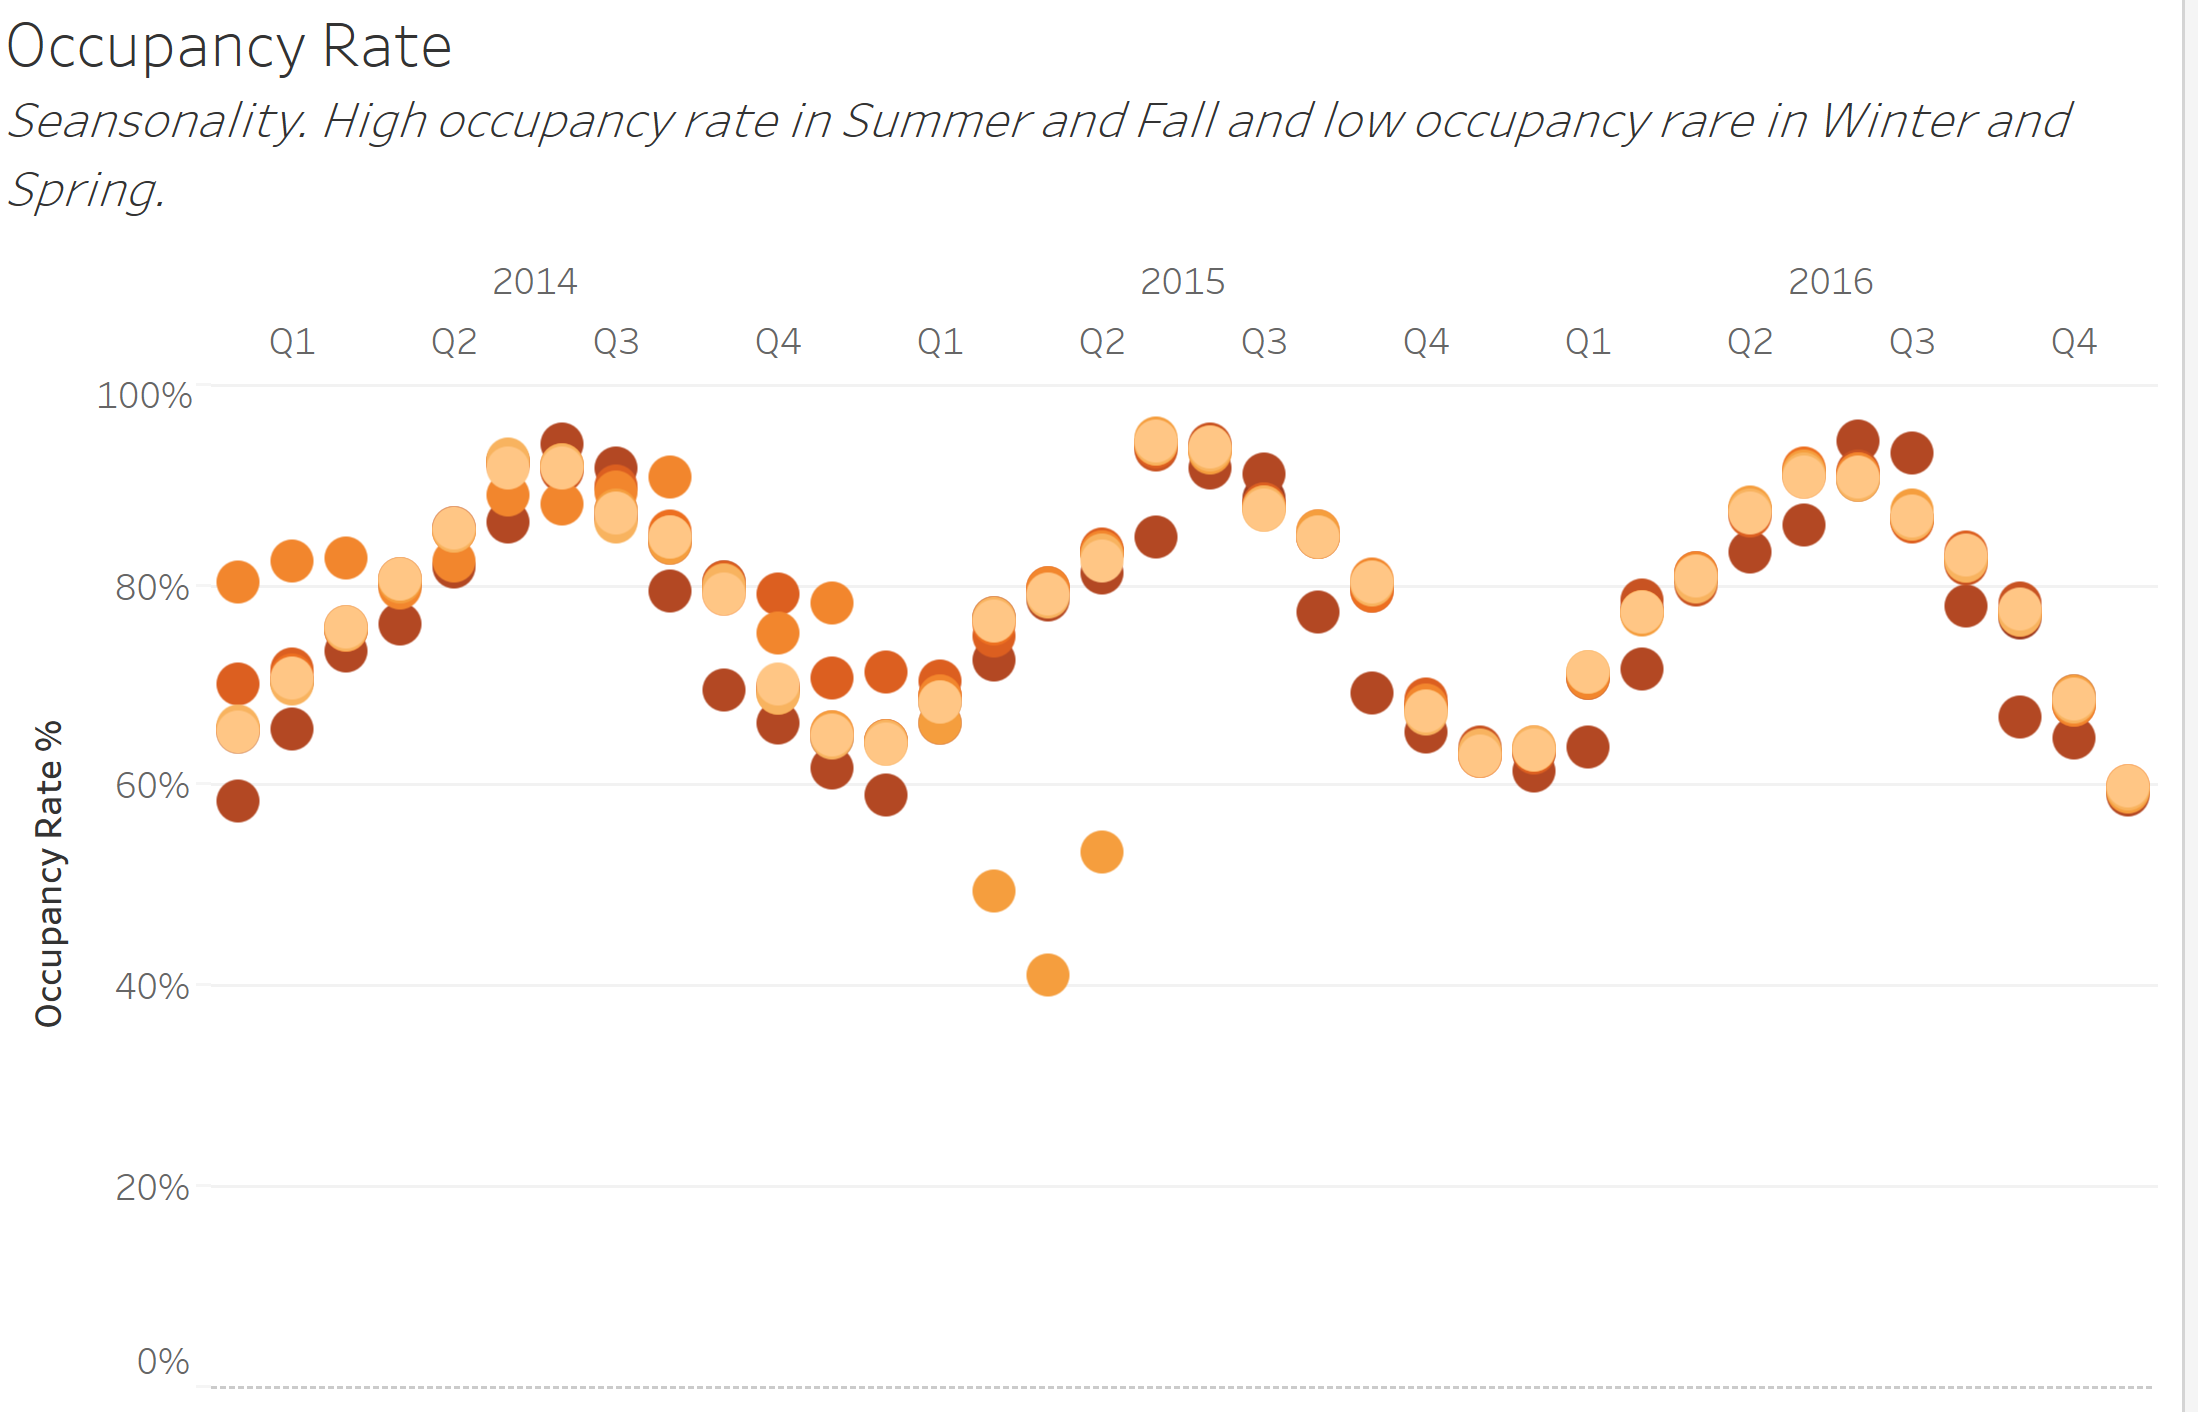 Occupancy Rate
Seansonality. High occupancy rate in Summer and Fall and low occupancy rare in Winter and
Spring.
2014 2015 2016
Q1 Q2 Q3 Q4 Q1 Q2 Q3 Q4 Q1 Q2 Q3 Q4
100%
80%
60%
40%
20%
0%
Occupancy Rate %